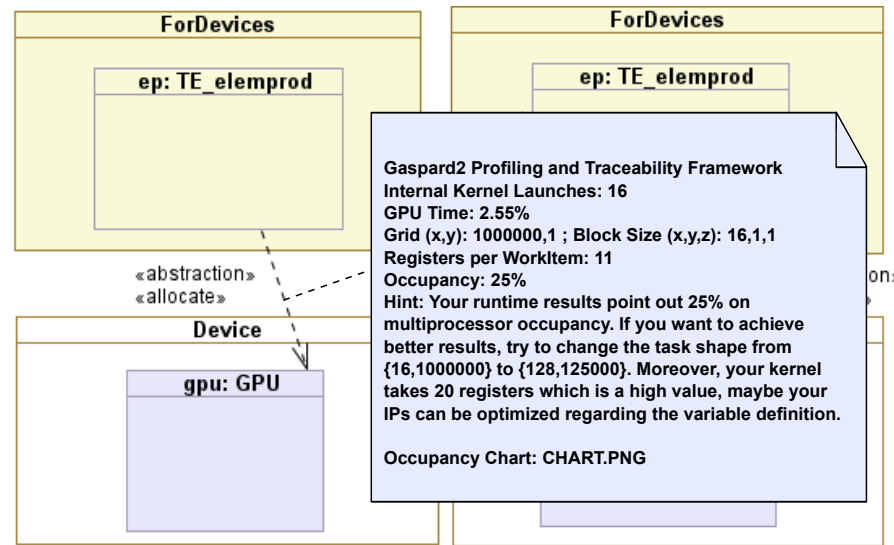 ForDevices
ForDevices
ep: TE_elemprod
ep: TE_elemprod
Gaspard2 Profiling and Traceability Framework
Internal Kernel Launches: 16
GPU Time: 2.55%
Grid (x,y): 1000000,1 ; Block Size (x,y,z): 16,1,1
Registers per WorkItem: 11
Occupancy: 25%
Hint: Your runtime results point out 25% on
multiprocessor occupancy. If you want to achieve
better results, try to change the task shape from
{16,1000000} to {128,125000}. Moreover, your kernel
takes 20 registers which is a high value, maybe your
IPs can be optimized regarding the variable definition.
Occupancy Chart: CHART.PNG
«abstraction»
«allocate»
on»
Device
gpu: GPU